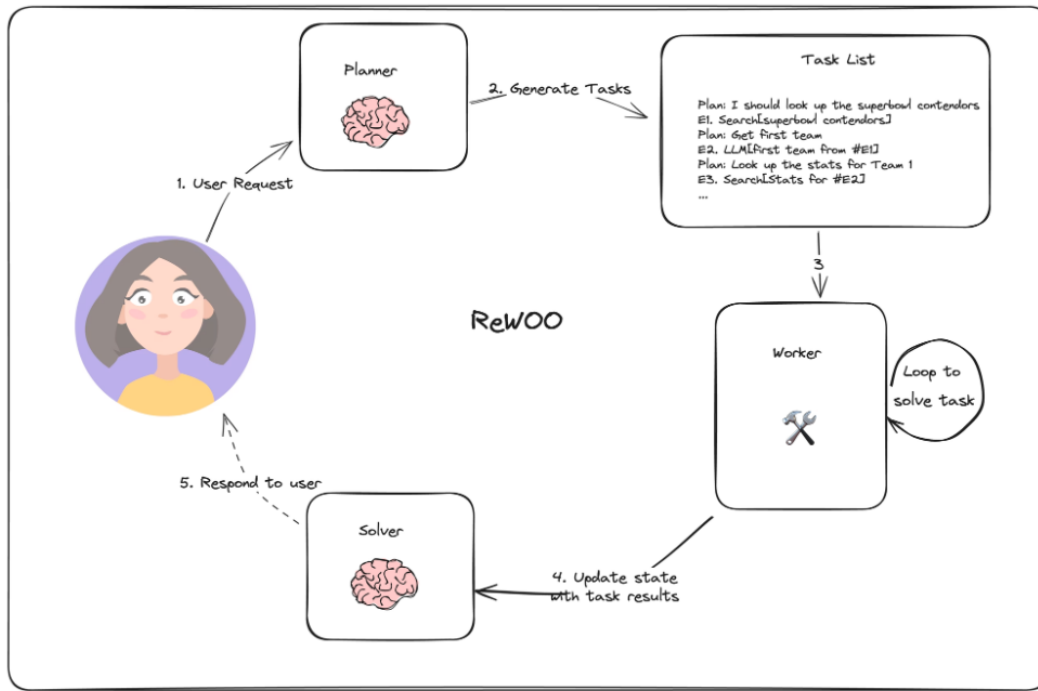 Planner
2. Generate Tasks
Task List
Plan: I should look up the superbowl contendors
E1. Search[superbowl contendors]
Plan: Get first team
E2. LLM[first team from #E1]
Plan: Look up the stats for Team 1
E3. Search[Stats for #E2]
...
1. User Request
3
ReWOO
Worker
Loop to
solve task
5. Respond to user
Solver
4. Update state
with task results